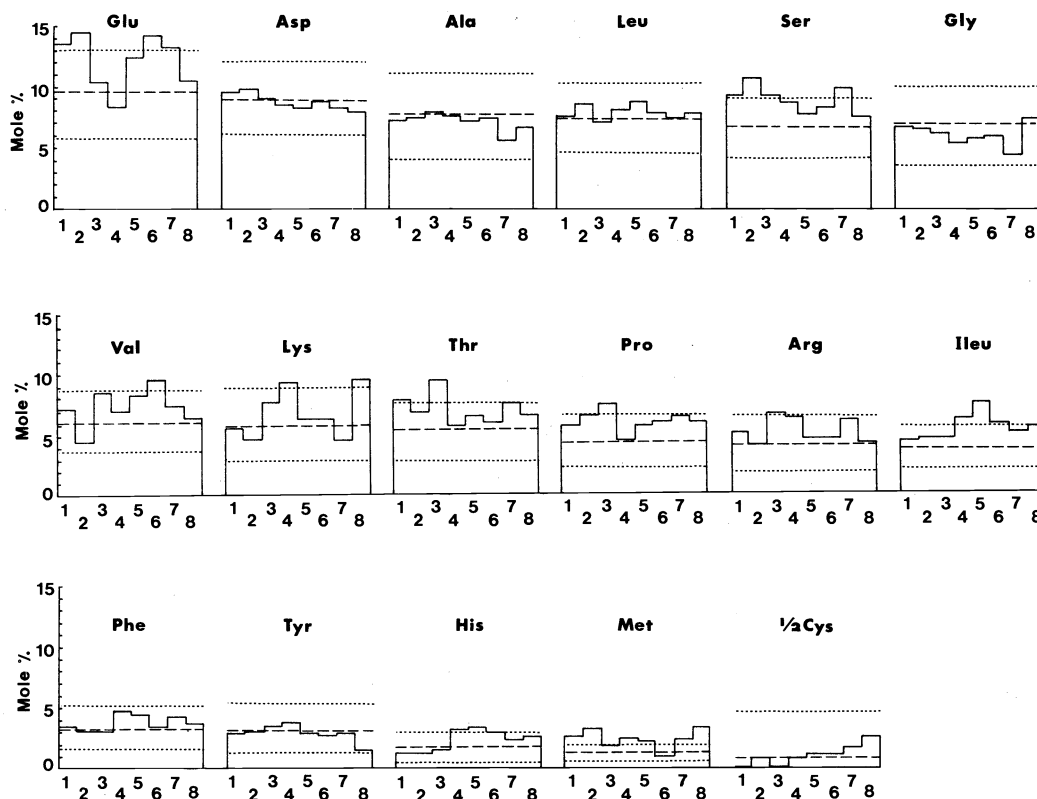 Glu Asp Ala Leu Ser Gly
15
10
5
0
Mole %
1 2 3 4 5 6 7 8 1 2 3 4 5 6 7 8 1 2 3 4 5 6 7 8 1 2 3 4 5 6 7 8 1 2 3 4 5 6 7 8 1 2 3 4 5 6 7 8
Val Lys Thr Pro Arg Ileu
15
10
5
0
Mole %
1 2 3 4 5 6 7 8 1 2 3 4 5 6 7 8 1 2 3 4 5 6 7 8 1 2 3 4 5 6 7 8 1 2 3 4 5 6 7 8 1 2 3 4 5 6 7 8
Phe Tyr His Met ½Cys
15
10
5
0
Mole %
1 2 3 4 5 6 7 8 1 2 3 4 5 6 7 8 1 2 3 4 5 6 7 8 1 2 3 4 5 6 7 8 1 2 3 4 5 6 7 8